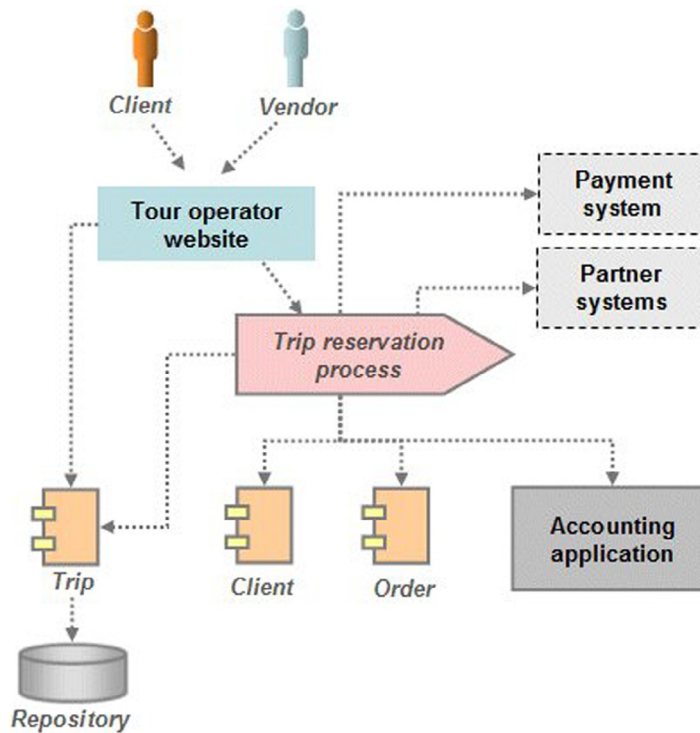 Client
Vendor
Tour operator
website
Payment
system
Partner
systems
Trip reservation
process
Trip
Client
Order
Accounting
application
Repository